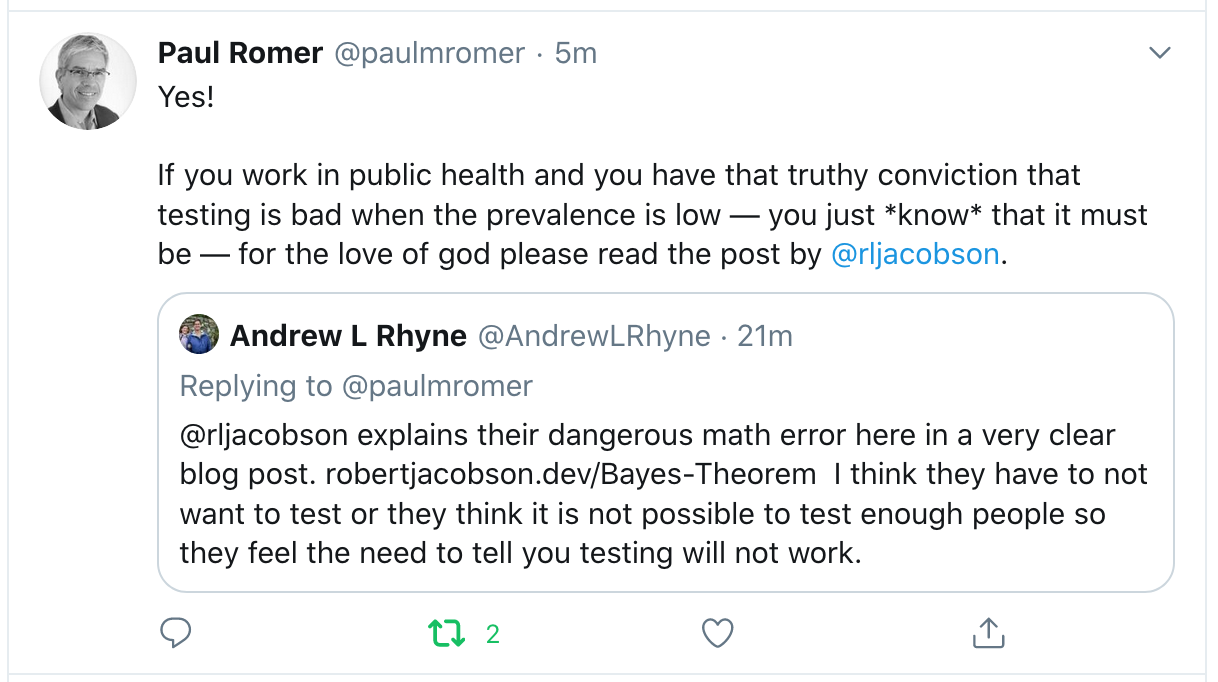 Paul Romer @paulmromer · 5m
Yes!
If you work in public health and you have that truthy conviction that
testing is bad when the prevalence is low — you just *know* that it must
be — for the love of god please read the post by @rljacobson.
Andrew L Rhyne @AndrewLRhyne · 21m
Replying to @paulmromer
@rljacobson explains their dangerous math error here in a very clear
blog post. robertjacobson.dev/Bayes-Theorem  I think they have to not
want to test or they think it is not possible to test enough people so
they feel the need to tell you testing will not work.
2